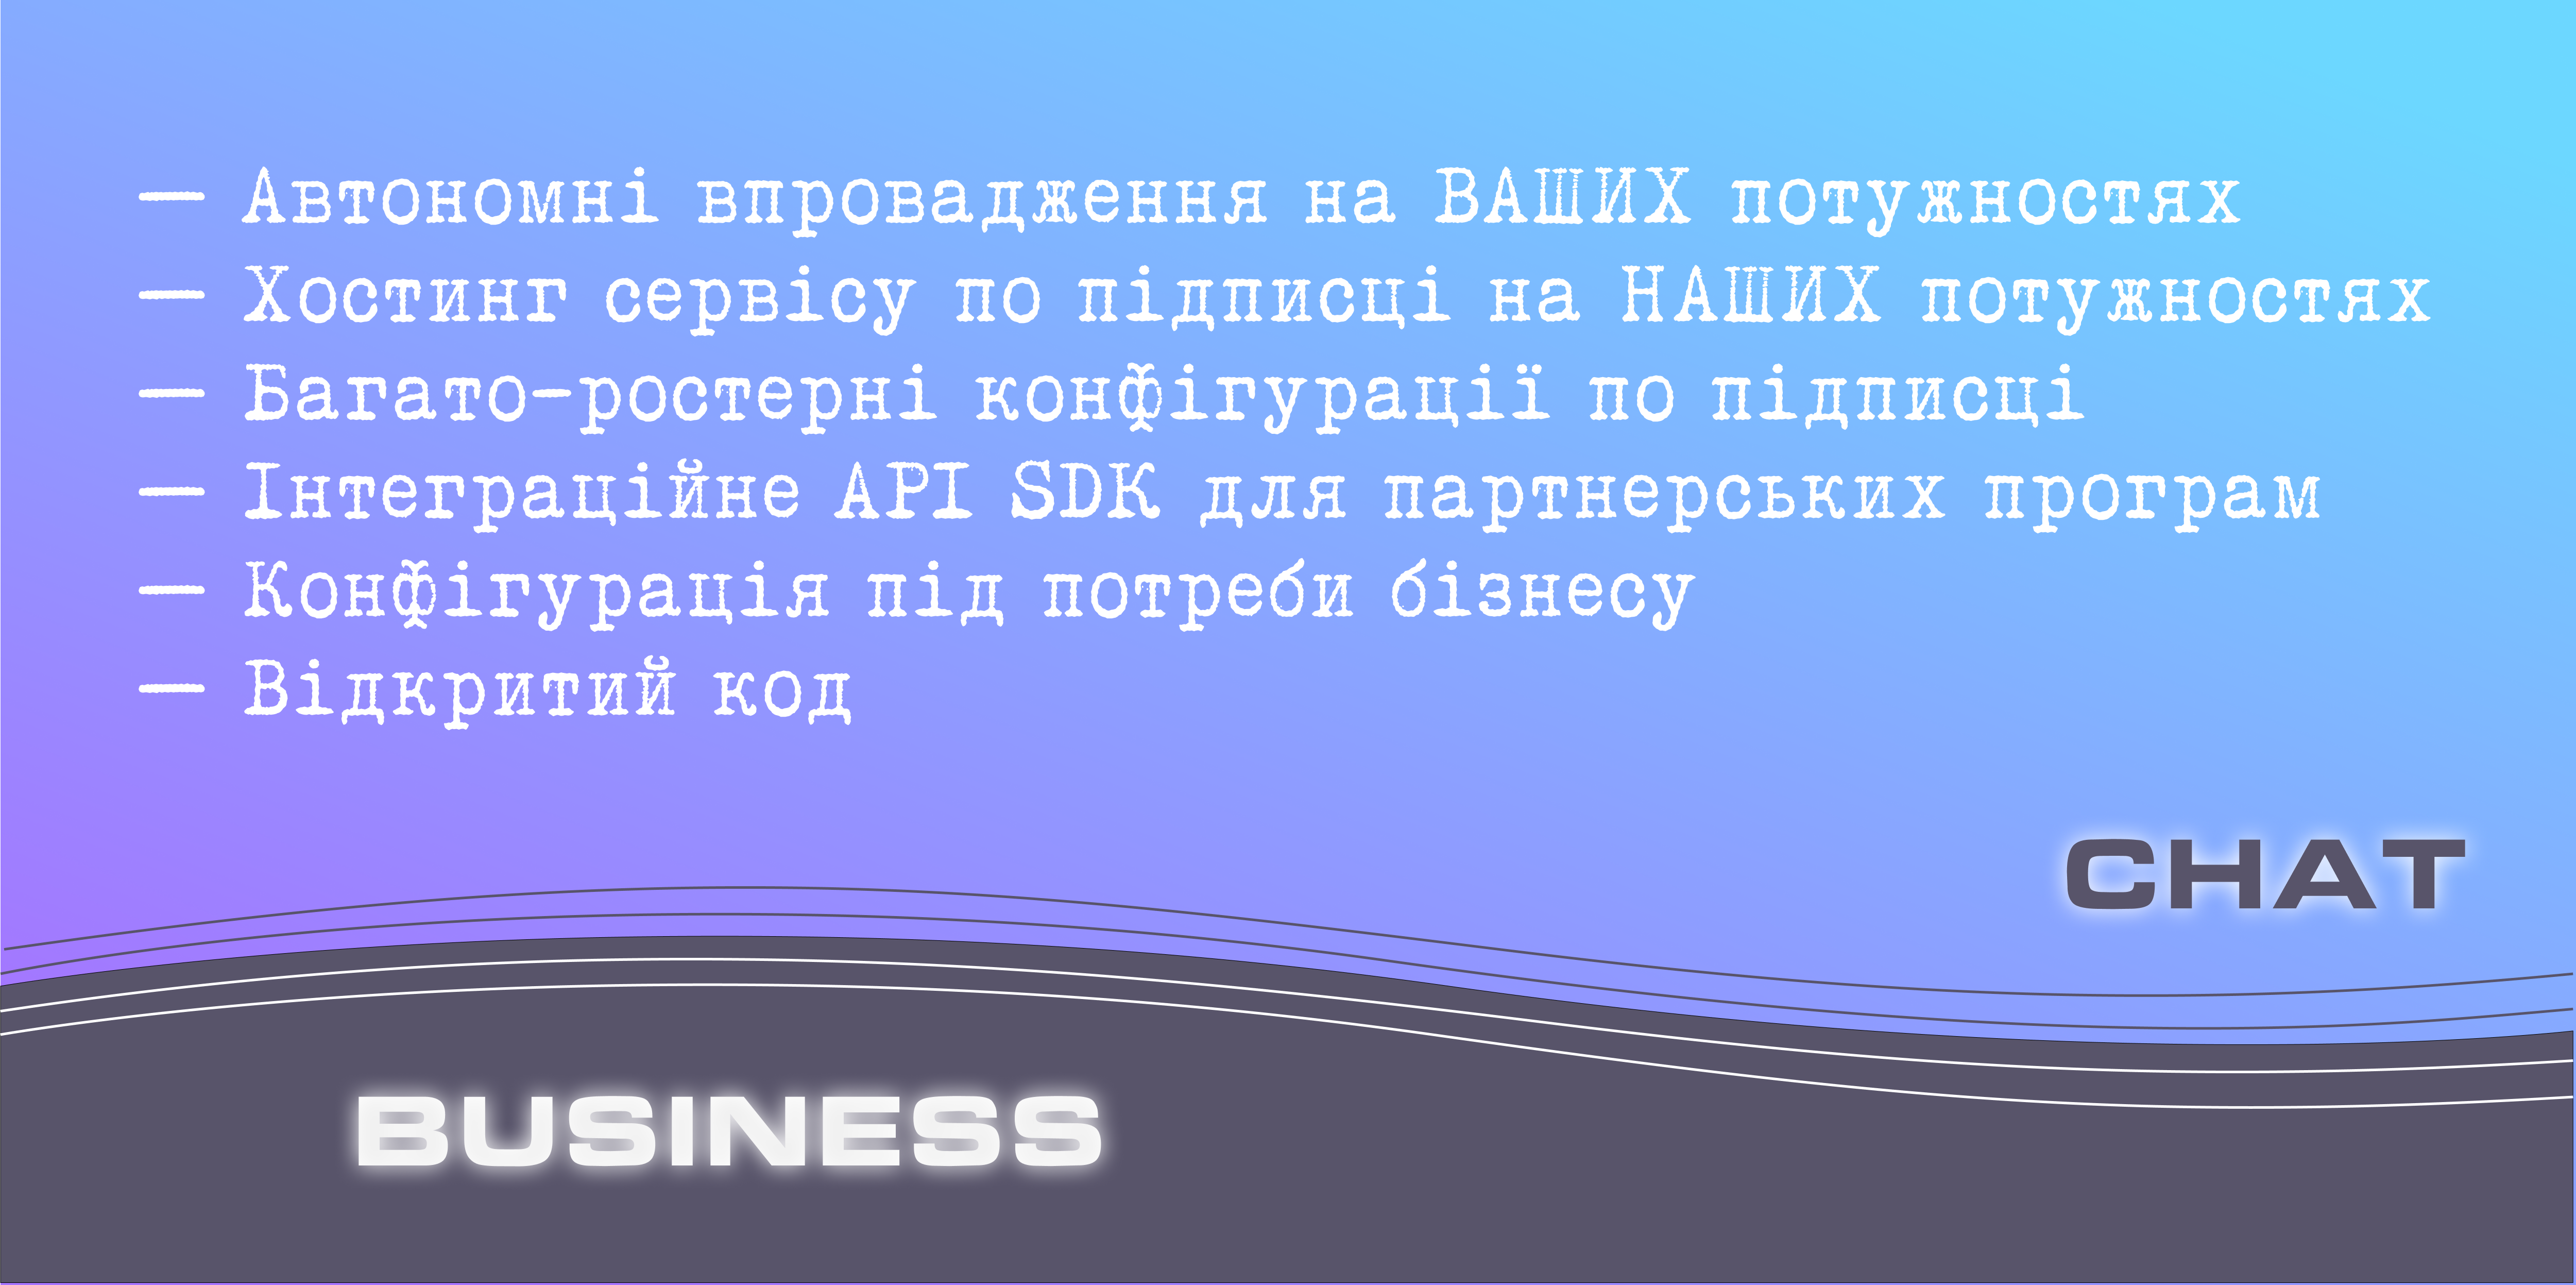 — Автономні впровадження на ВАШИХ потужностях
— Хостинг сервісу по підписці на НАШИХ потужностях
— Багато-ростерні конфігурації по підписці
— Інтеграційне API SDK для партнерських програм
— Конфігурація під потреби бізнесу
— Відкритий код
CHAT
BUSINESS